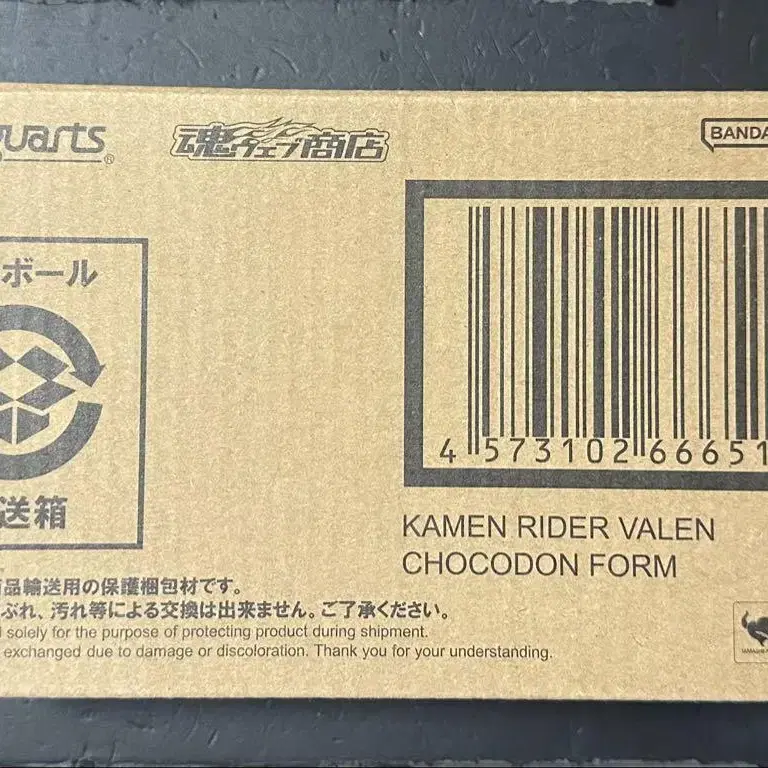 guarts®
魂ウェブ商店
BANDA
ボール
送箱
4 573102 66651
KAMEN RIDER VALEN
CHOCODON FORM
品輸送用の保護梱包材です。
ぶれ、汚れ等による交換は出来ません。ご了承ください。
solely for the purpose of protecting product during shipment.
exchanged due to damage or discoloration. Thank you for your understanding.